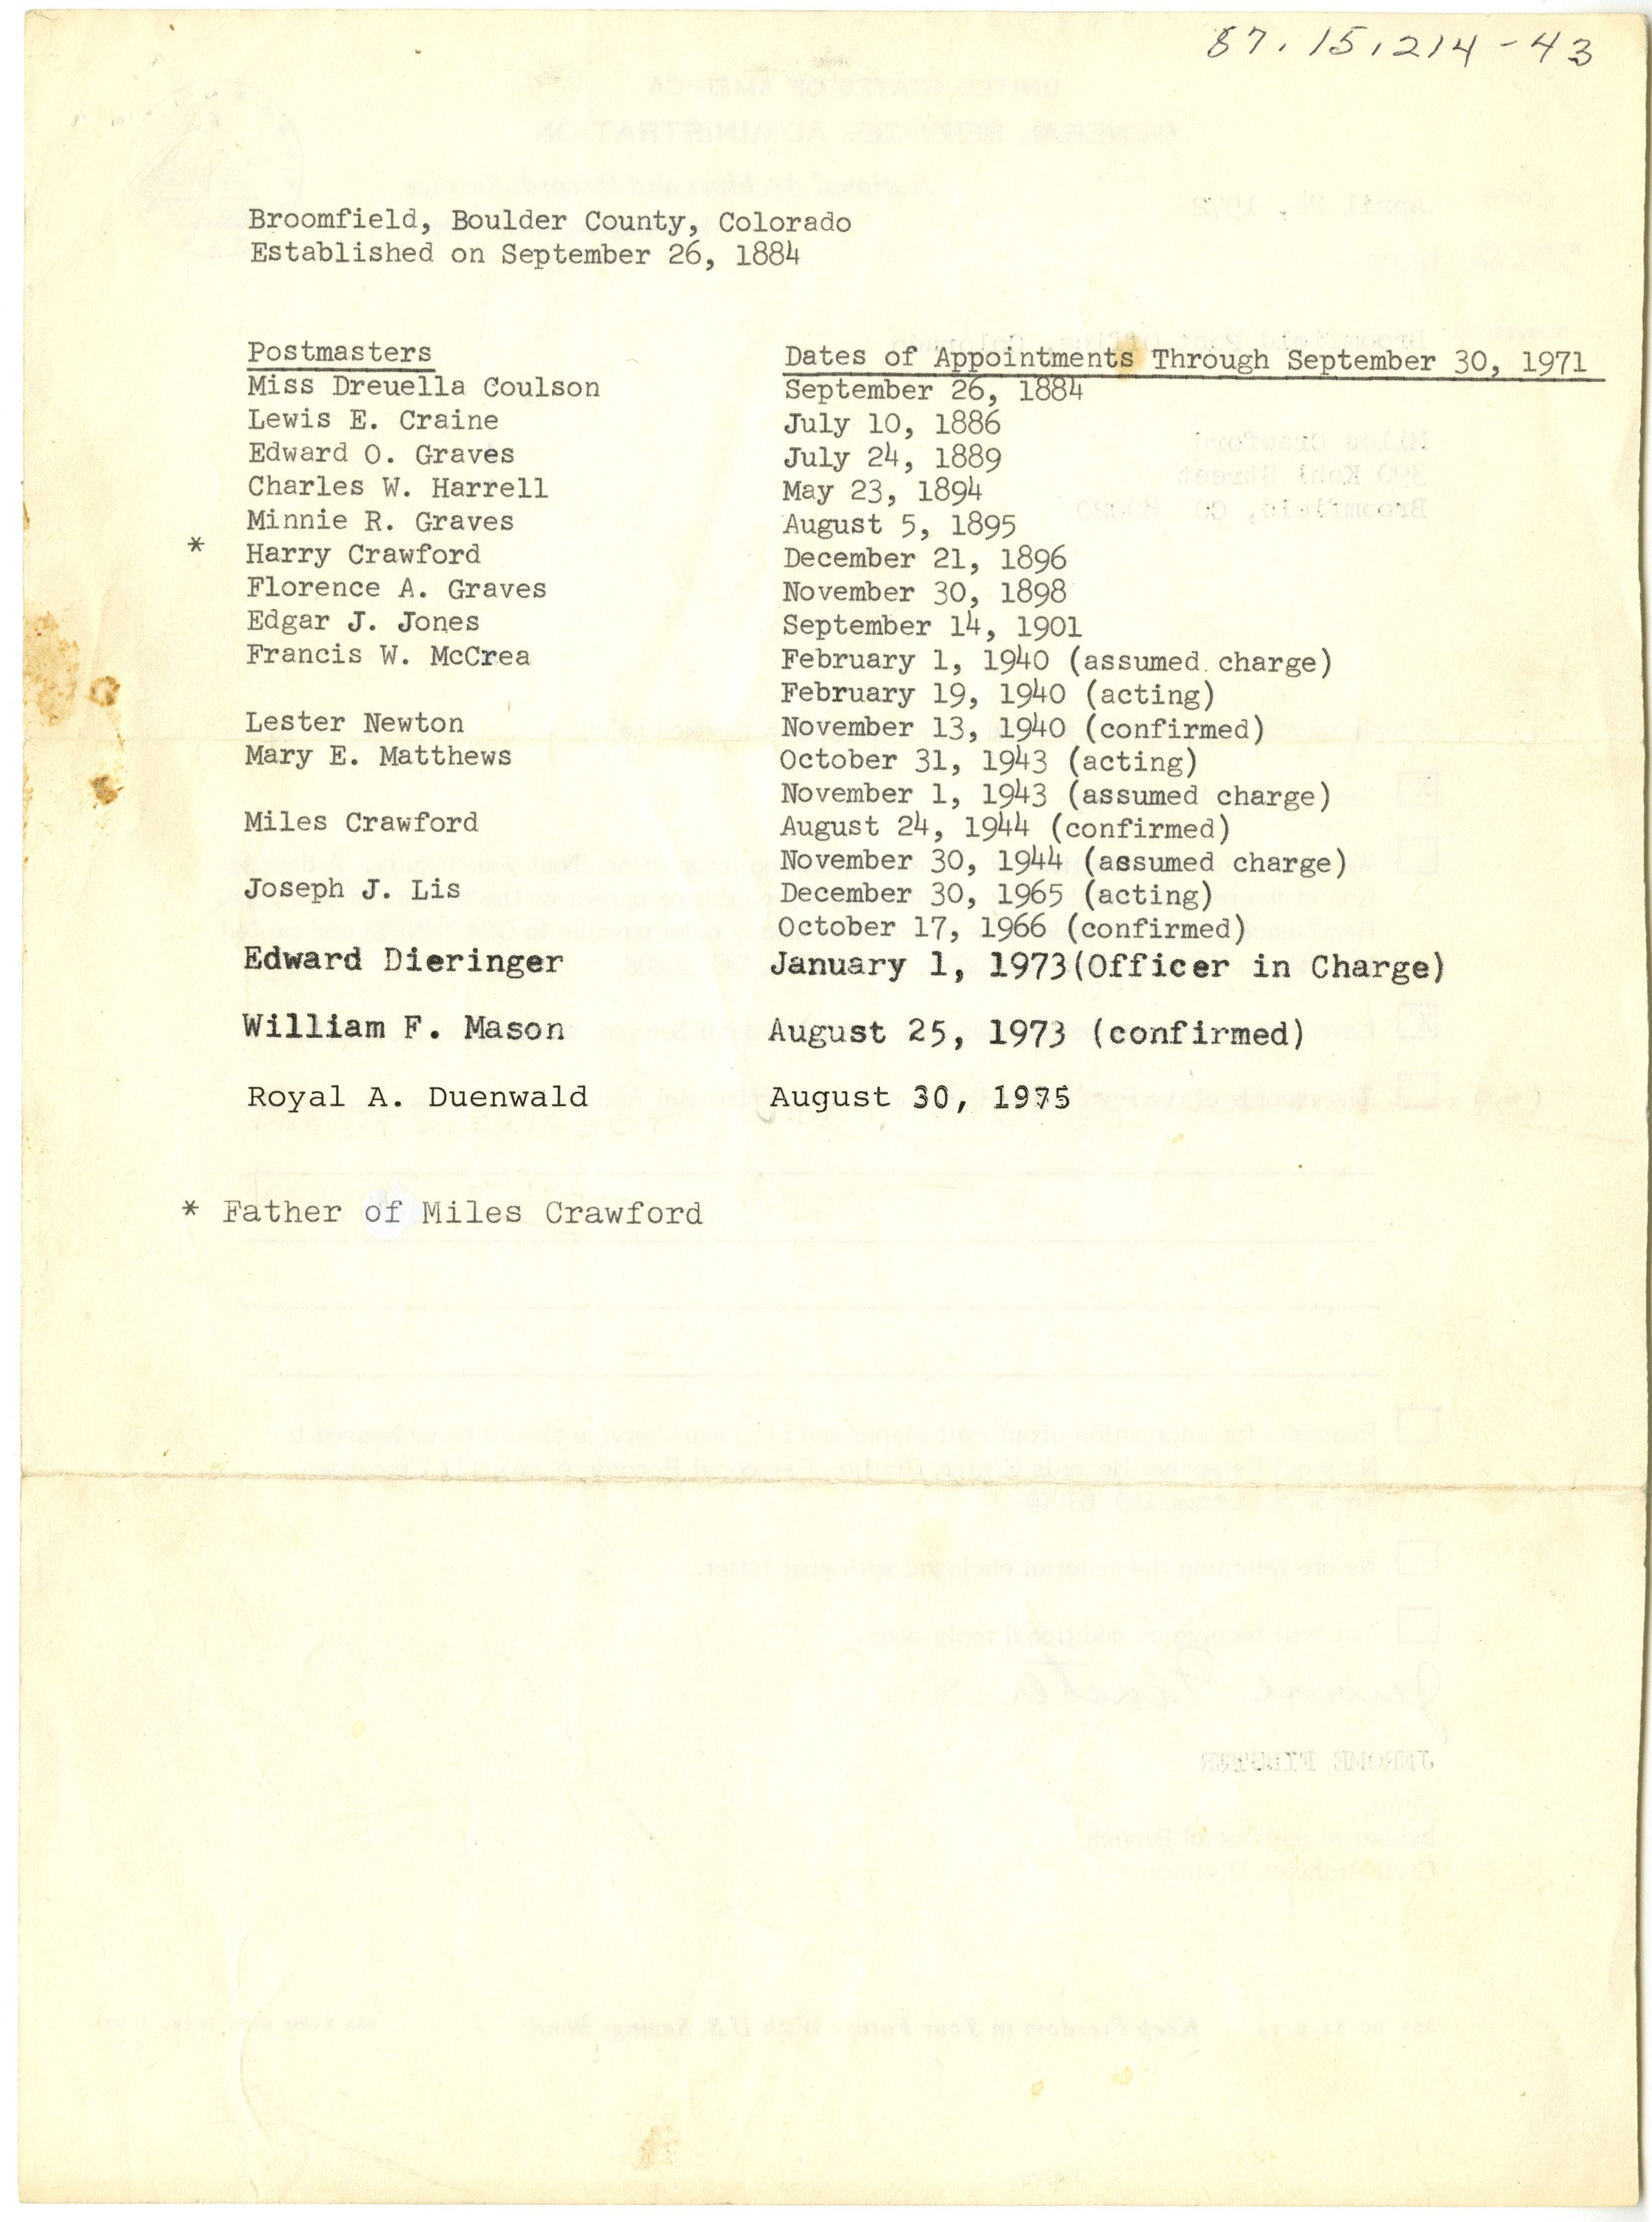 87.15.214-43
Broomfield, Boulder County, Colorado
Established on September 26, 1884
Postmasters Dates of Appointments Through September 30, 1971
Miss Dreuella Coulson September 26, 1884
Lewis E. Craine July 10, 1886
Edward O. Graves July 24, 1889
Charles W. Harrell May 23, 1894
Minnie R. Graves August 5, 1895
* Harry Crawford December 21, 1896
Florence A. Graves November 30, 1898
Edgar J. Jones September 14, 1901
Francis W. McCrea February 1, 1940 (assumed charge)
February 19, 1940 (acting)
Lester Newton November 13, 1940 (confirmed)
Mary E. Matthews October 31, 1943 (acting)
November 1, 1943 (assumed charge)
Miles Crawford August 24, 1944 (confirmed)
November 30, 1944 (assumed charge)
Joseph J. Lis December 30, 1965 (acting)
October 17, 1966 (confirmed)
Edward Dieringer January 1, 1973(Officer in Charge)
William F. Mason August 25, 1973 (confirmed)
Royal A. Duenwald August 30, 1975
* Father of Miles Crawford